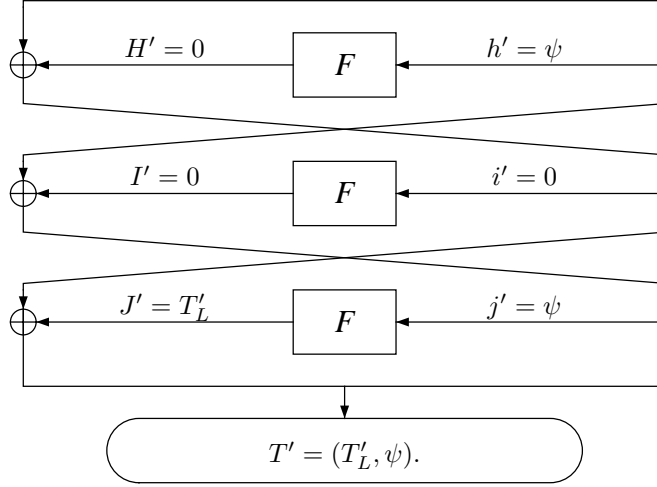 H′ = 0 F h′ = ψ
I′ = 0 F i′ = 0
J′ = T′_L F j′ = ψ
T′ = (T′_L, ψ).